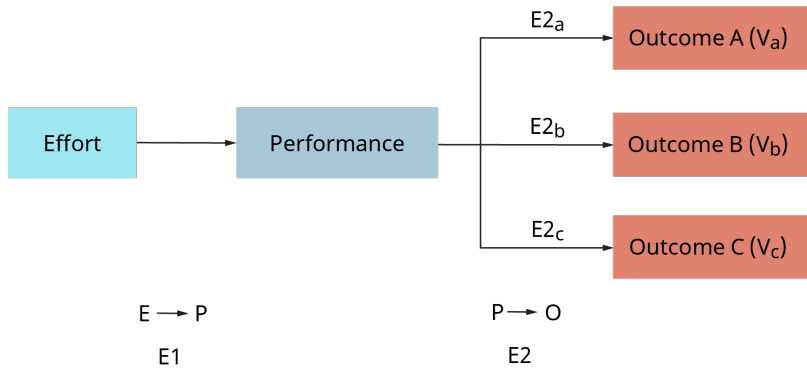 E2a
Outcome A (Va)
Effort
Performance
E2b
Outcome B (Vb)
E2c
Outcome C (Vc)
E → P
P → O
E1
E2